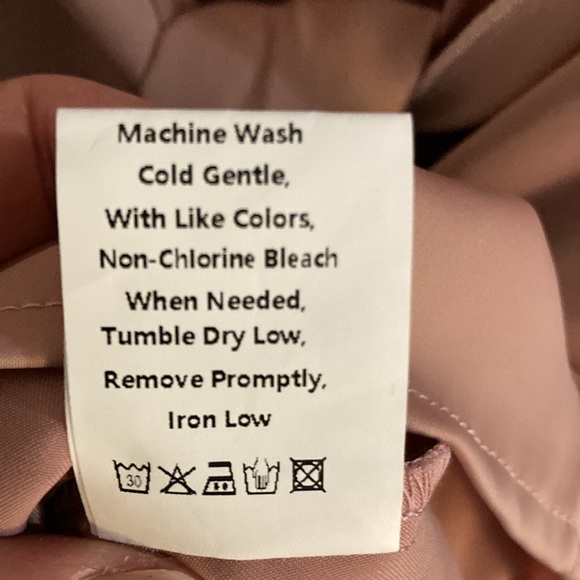 Machine Wash
Cold Gentle,
With Like Colors,
Non-Chlorine Bleach
When Needed,
Tumble Dry Low,
Remove Promptly,
Iron Low
30